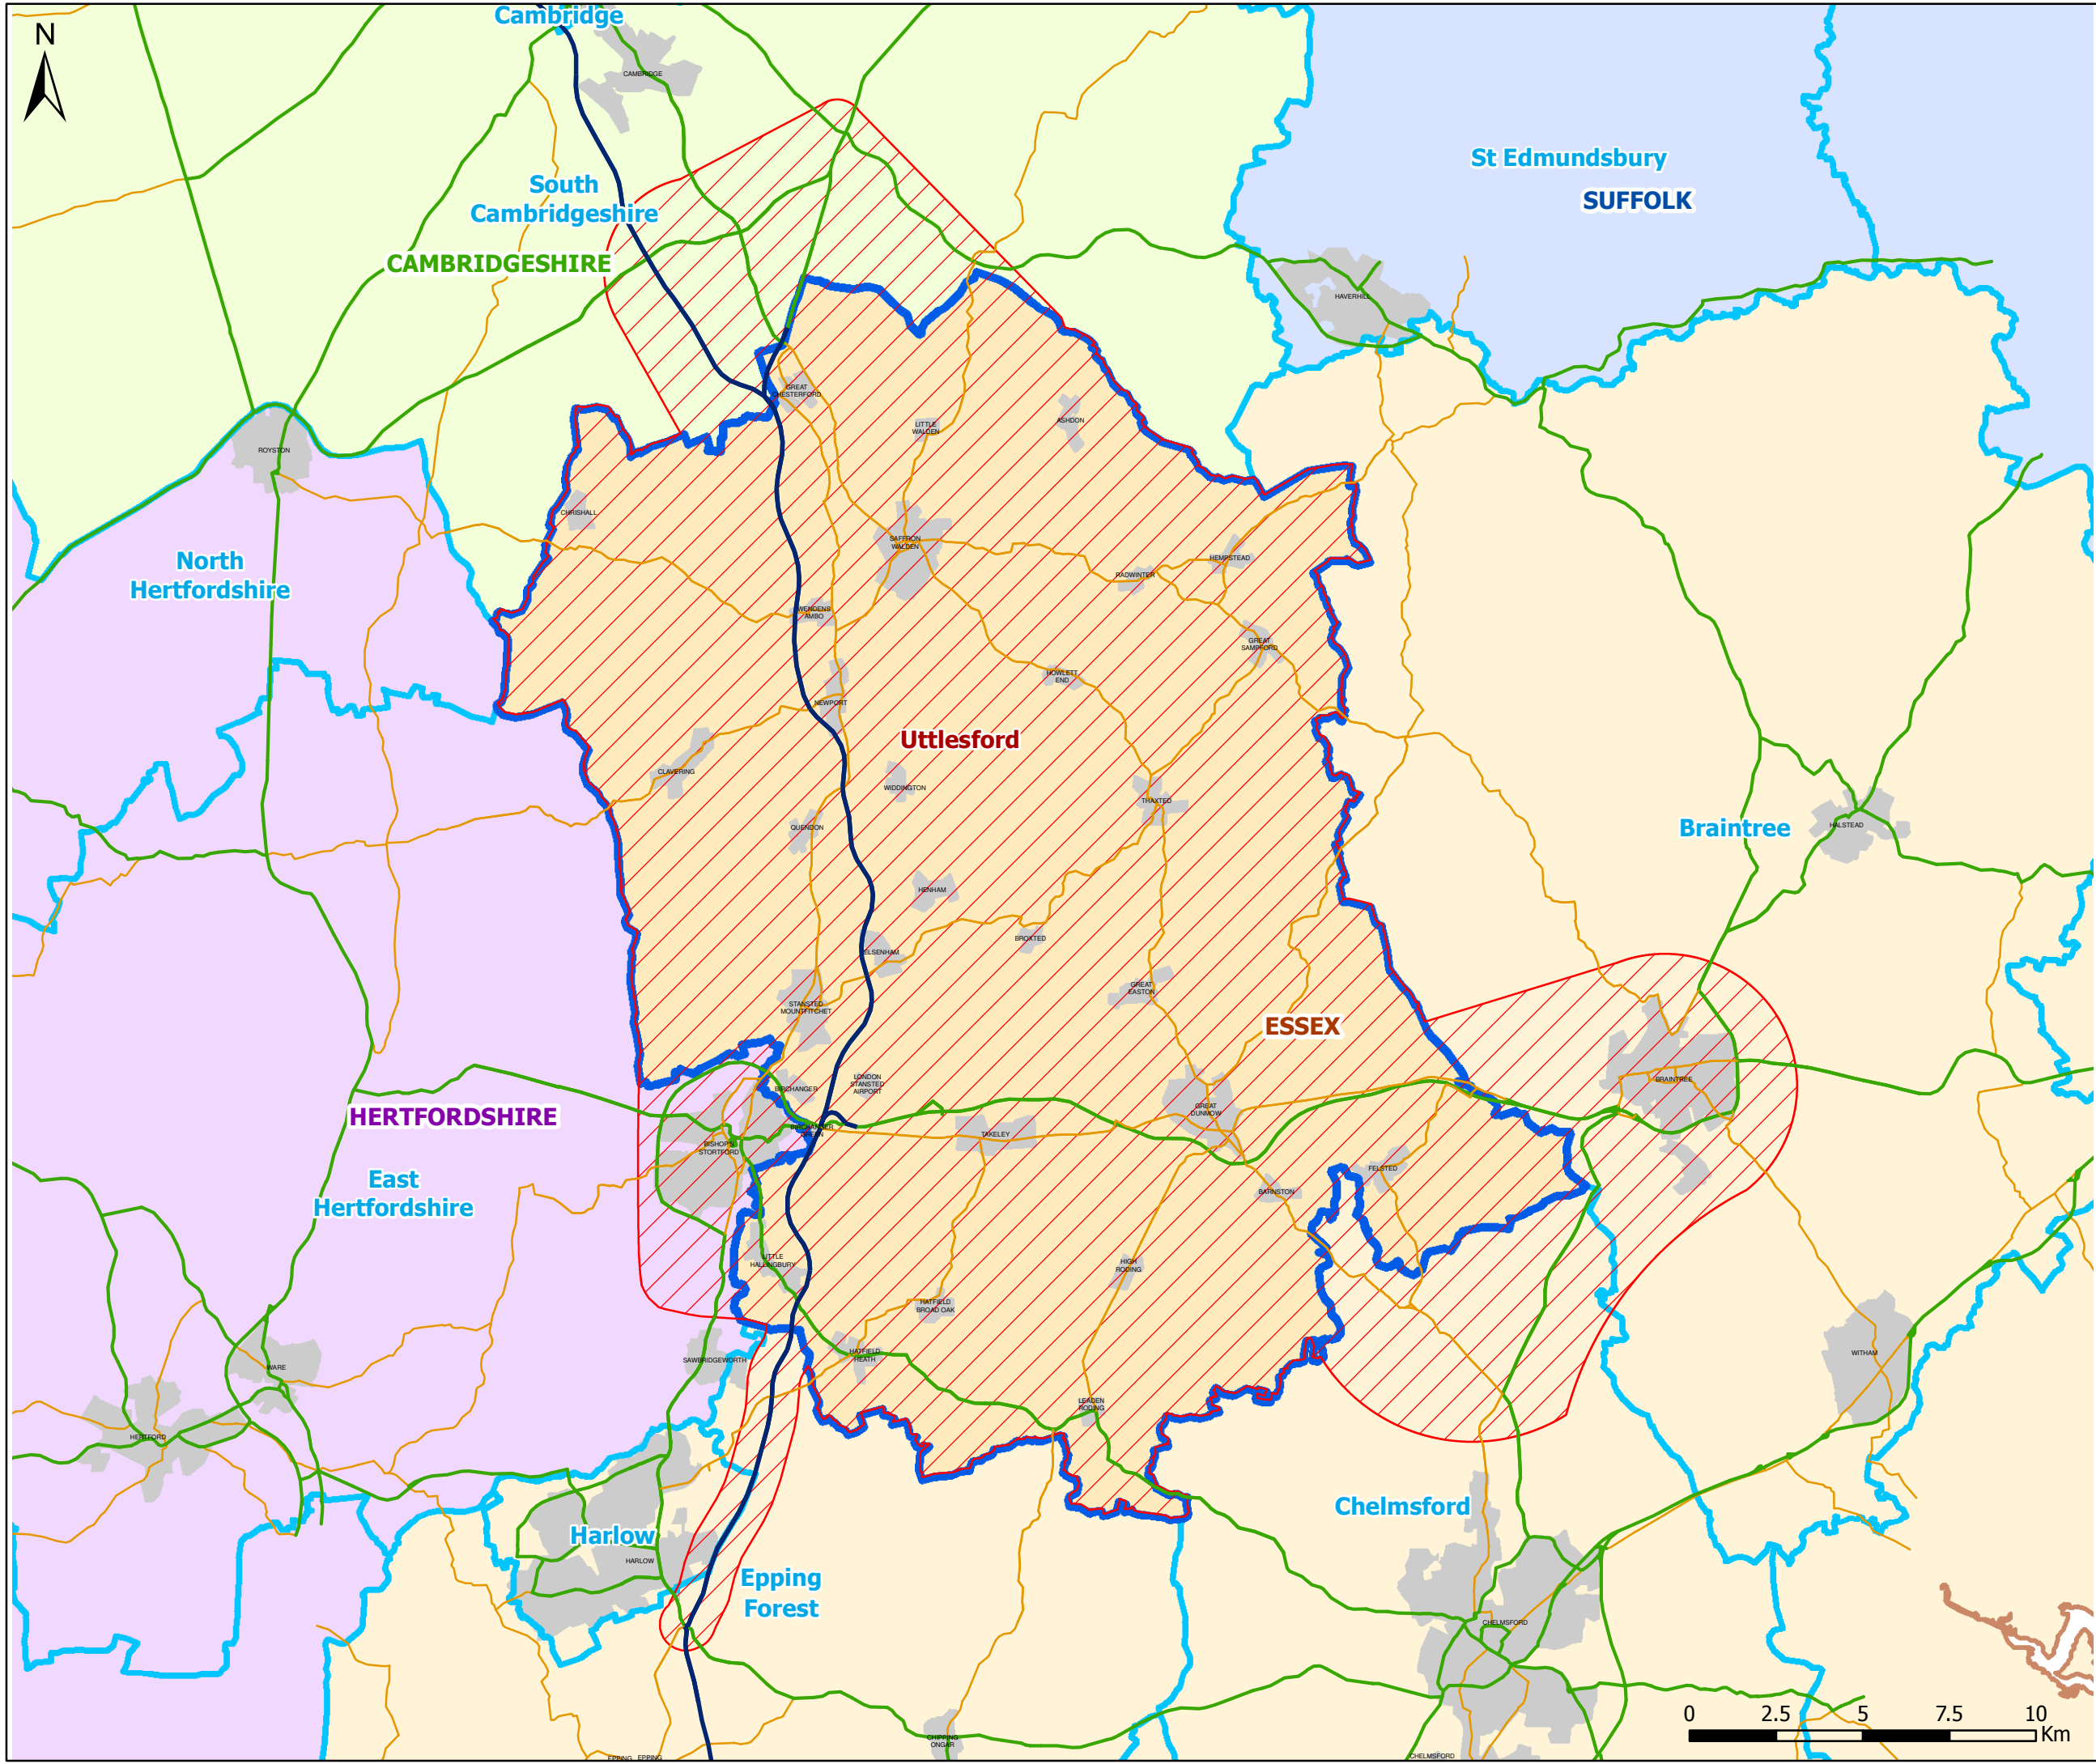 Cambridge
N
CAMBRIDGE
St Edmundsbury
SUFFOLK
South
Cambridgeshire
CAMBRIDGESHIRE
HAVERHILL
GREAT
CHESTERFORD
LITTLE
WALDEN
ASHDON
ROYSTON
CHRISHALL
SAFFRON
WALDEN
HEMPSTEAD
RADWINTER
North
Hertfordshire
WENDENS
AMBO
GREAT
SAMPFORD
HOWLETT
END
NEWPORT
Uttlesford
CLAVERING
WIDDINGTON
THAXTED
QUENDON
Braintree
HALSTEAD
HENHAM
BROXTED
ELSENHAM
GREAT
EASTON
STANSTED
MOUNTFITCHET
ESSEX
LONDON
STANSTED
AIRPORT
BIRCHANGER
BRAINTREE
HERTFORDSHIRE
GREAT
DUNMOW
BIRCHANGER
GREEN
TAKELEY
BISHOP'S
STORTFORD
FELSTED
East
Hertfordshire
BARNSTON
LITTLE
HALLINGBURY
HIGH
RODING
HATFIELD
BROAD OAK
HATFIELD
HEATH
SAWBRIDGEWORTH
WARE
WITHAM
LEADEN
RODING
HERTFORD
Chelmsford
Harlow
HARLOW
Epping
Forest
CHELMSFORD
0 2.5 5 7.5 10
Km
CHIPPING
ONGAR
EPPING EPPING
CHELMSFORD